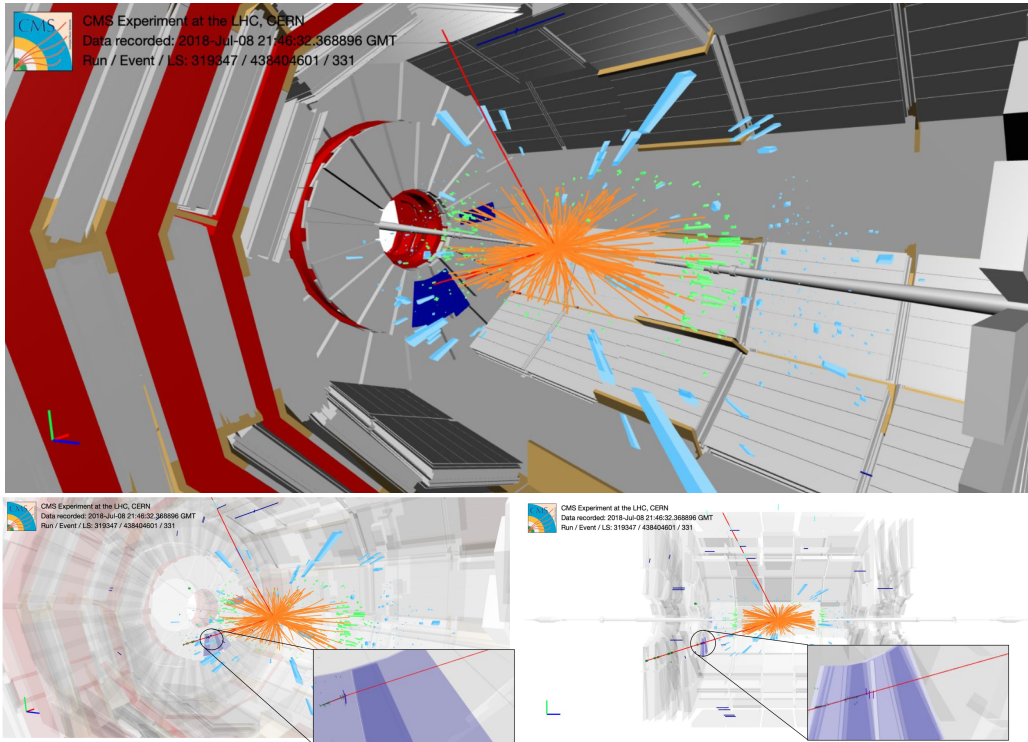 CMS
CMS Experiment at the LHC, CERN
Data recorded: 2018-Jul-08 21:46:32.368896 GMT
Run / Event / LS: 319347 / 438404601 / 331
CMS
CMS Experiment at the LHC, CERN
Data recorded: 2018-Jul-08 21:46:32.368896 GMT
Run / Event / LS: 319347 / 438404601 / 331
CMS
CMS Experiment at the LHC, CERN
Data recorded: 2018-Jul-08 21:46:32.368896 GMT
Run / Event / LS: 319347 / 438404601 / 331